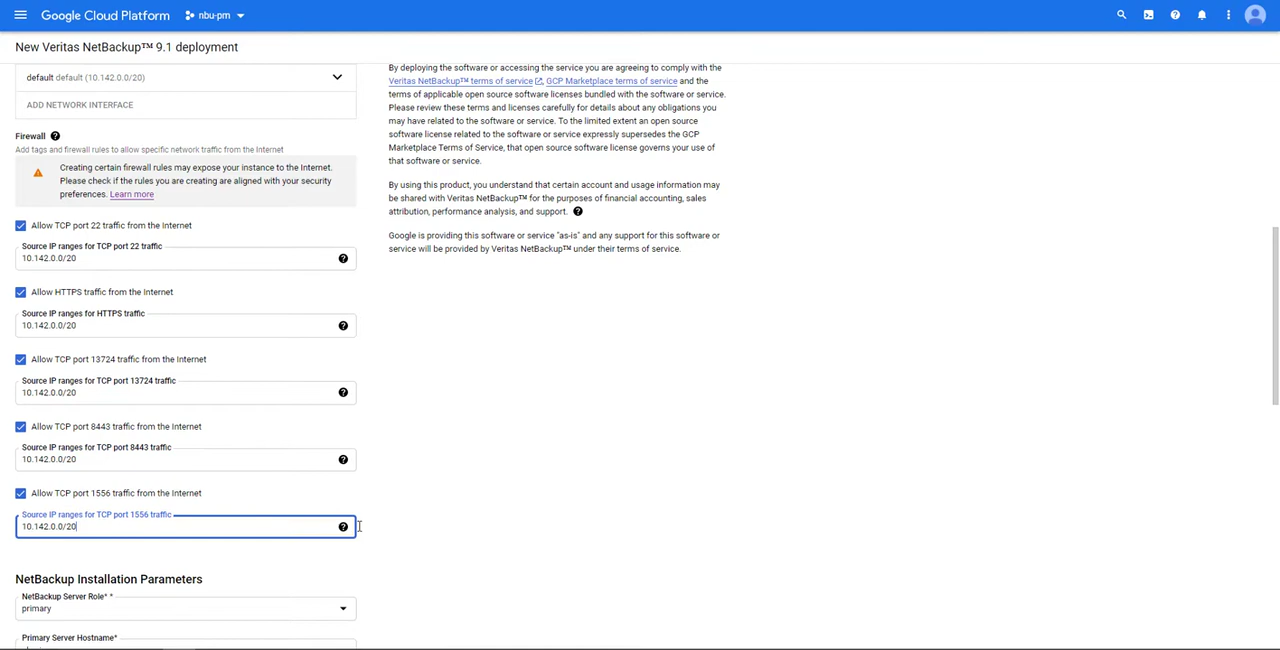 Google Cloud Platform
nbu-pm
New Veritas NetBackup™ 9.1 deployment
default default (10.142.0.0/20)
ADD NETWORK INTERFACE
Firewall
Add tags and firewall rules to allow specific network traffic from the Internet
Creating certain firewall rules may expose your instance to the Internet.
Please check if the rules you are creating are aligned with your security
preferences. Learn more
Allow TCP port 22 traffic from the Internet
Source IP ranges for TCP port 22 traffic
10.142.0.0/20
Allow HTTPS traffic from the Internet
Source IP ranges for HTTPS traffic
10.142.0.0/20
Allow TCP port 13724 traffic from the Internet
Source IP ranges for TCP port 13724 traffic
10.142.0.0/20
Allow TCP port 8443 traffic from the Internet
Source IP ranges for TCP port 8443 traffic
10.142.0.0/20
Allow TCP port 1556 traffic from the Internet
Source IP ranges for TCP port 1556 traffic
10.142.0.0/20
NetBackup Installation Parameters
NetBackup Server Role* *
primary
Primary Server Hostname*
By deploying the software or accessing the service you are agreeing to comply with the
Veritas NetBackup™ terms of service, GCP Marketplace terms of service and the
terms of applicable open source software licenses bundled with the software or service.
Please review these terms and licenses carefully for details about any obligations you
may have related to the software or service. To the limited extent an open source
software license related to the software or service expressly supersedes the GCP
Marketplace Terms of Service, that open source software license governs your use of
that software or service.
By using this product, you understand that certain account and usage information may
be shared with Veritas NetBackup™ for the purposes of financial accounting, sales
attribution, performance analysis, and support.
Google is providing this software or service "as-is" and any support for this software or
service will be provided by Veritas NetBackup™ under their terms of service.